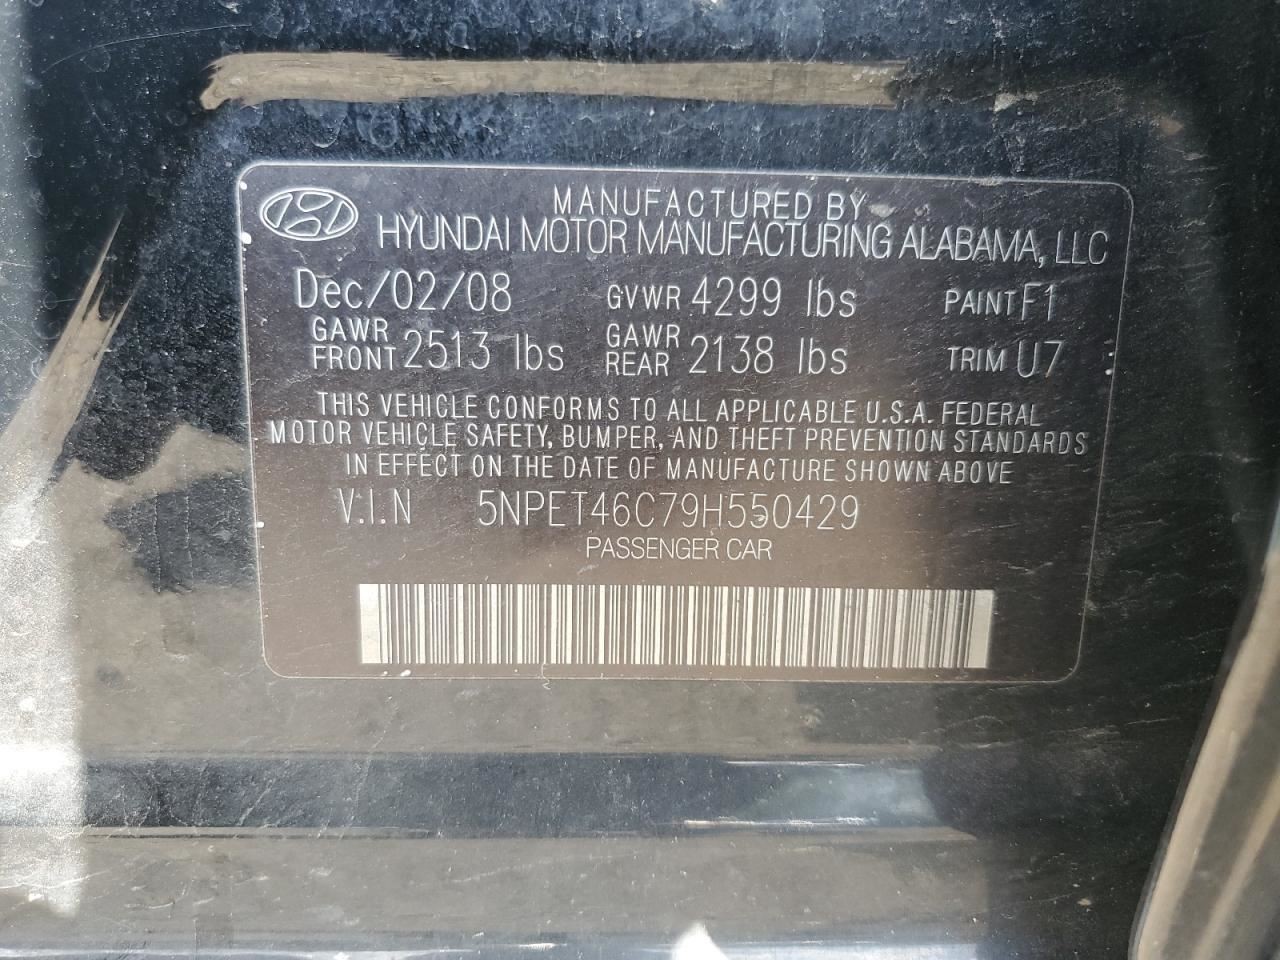 MANUFACTURED BY
HYUNDAI MOTOR MANUFACTURING ALABAMA, LLC
Dec/02/08 GVWR 4299 lbs PAINT F1
GAWR FRONT 2513 lbs GAWR REAR 2138 lbs TRIM U7
THIS VEHICLE CONFORMS TO ALL APPLICABLE U.S.A. FEDERAL
MOTOR VEHICLE SAFETY, BUMPER, AND THEFT PREVENTION STANDARDS
IN EFFECT ON THE DATE OF MANUFACTURE SHOWN ABOVE
V.I.N 5NPET46C79H550429
PASSENGER CAR